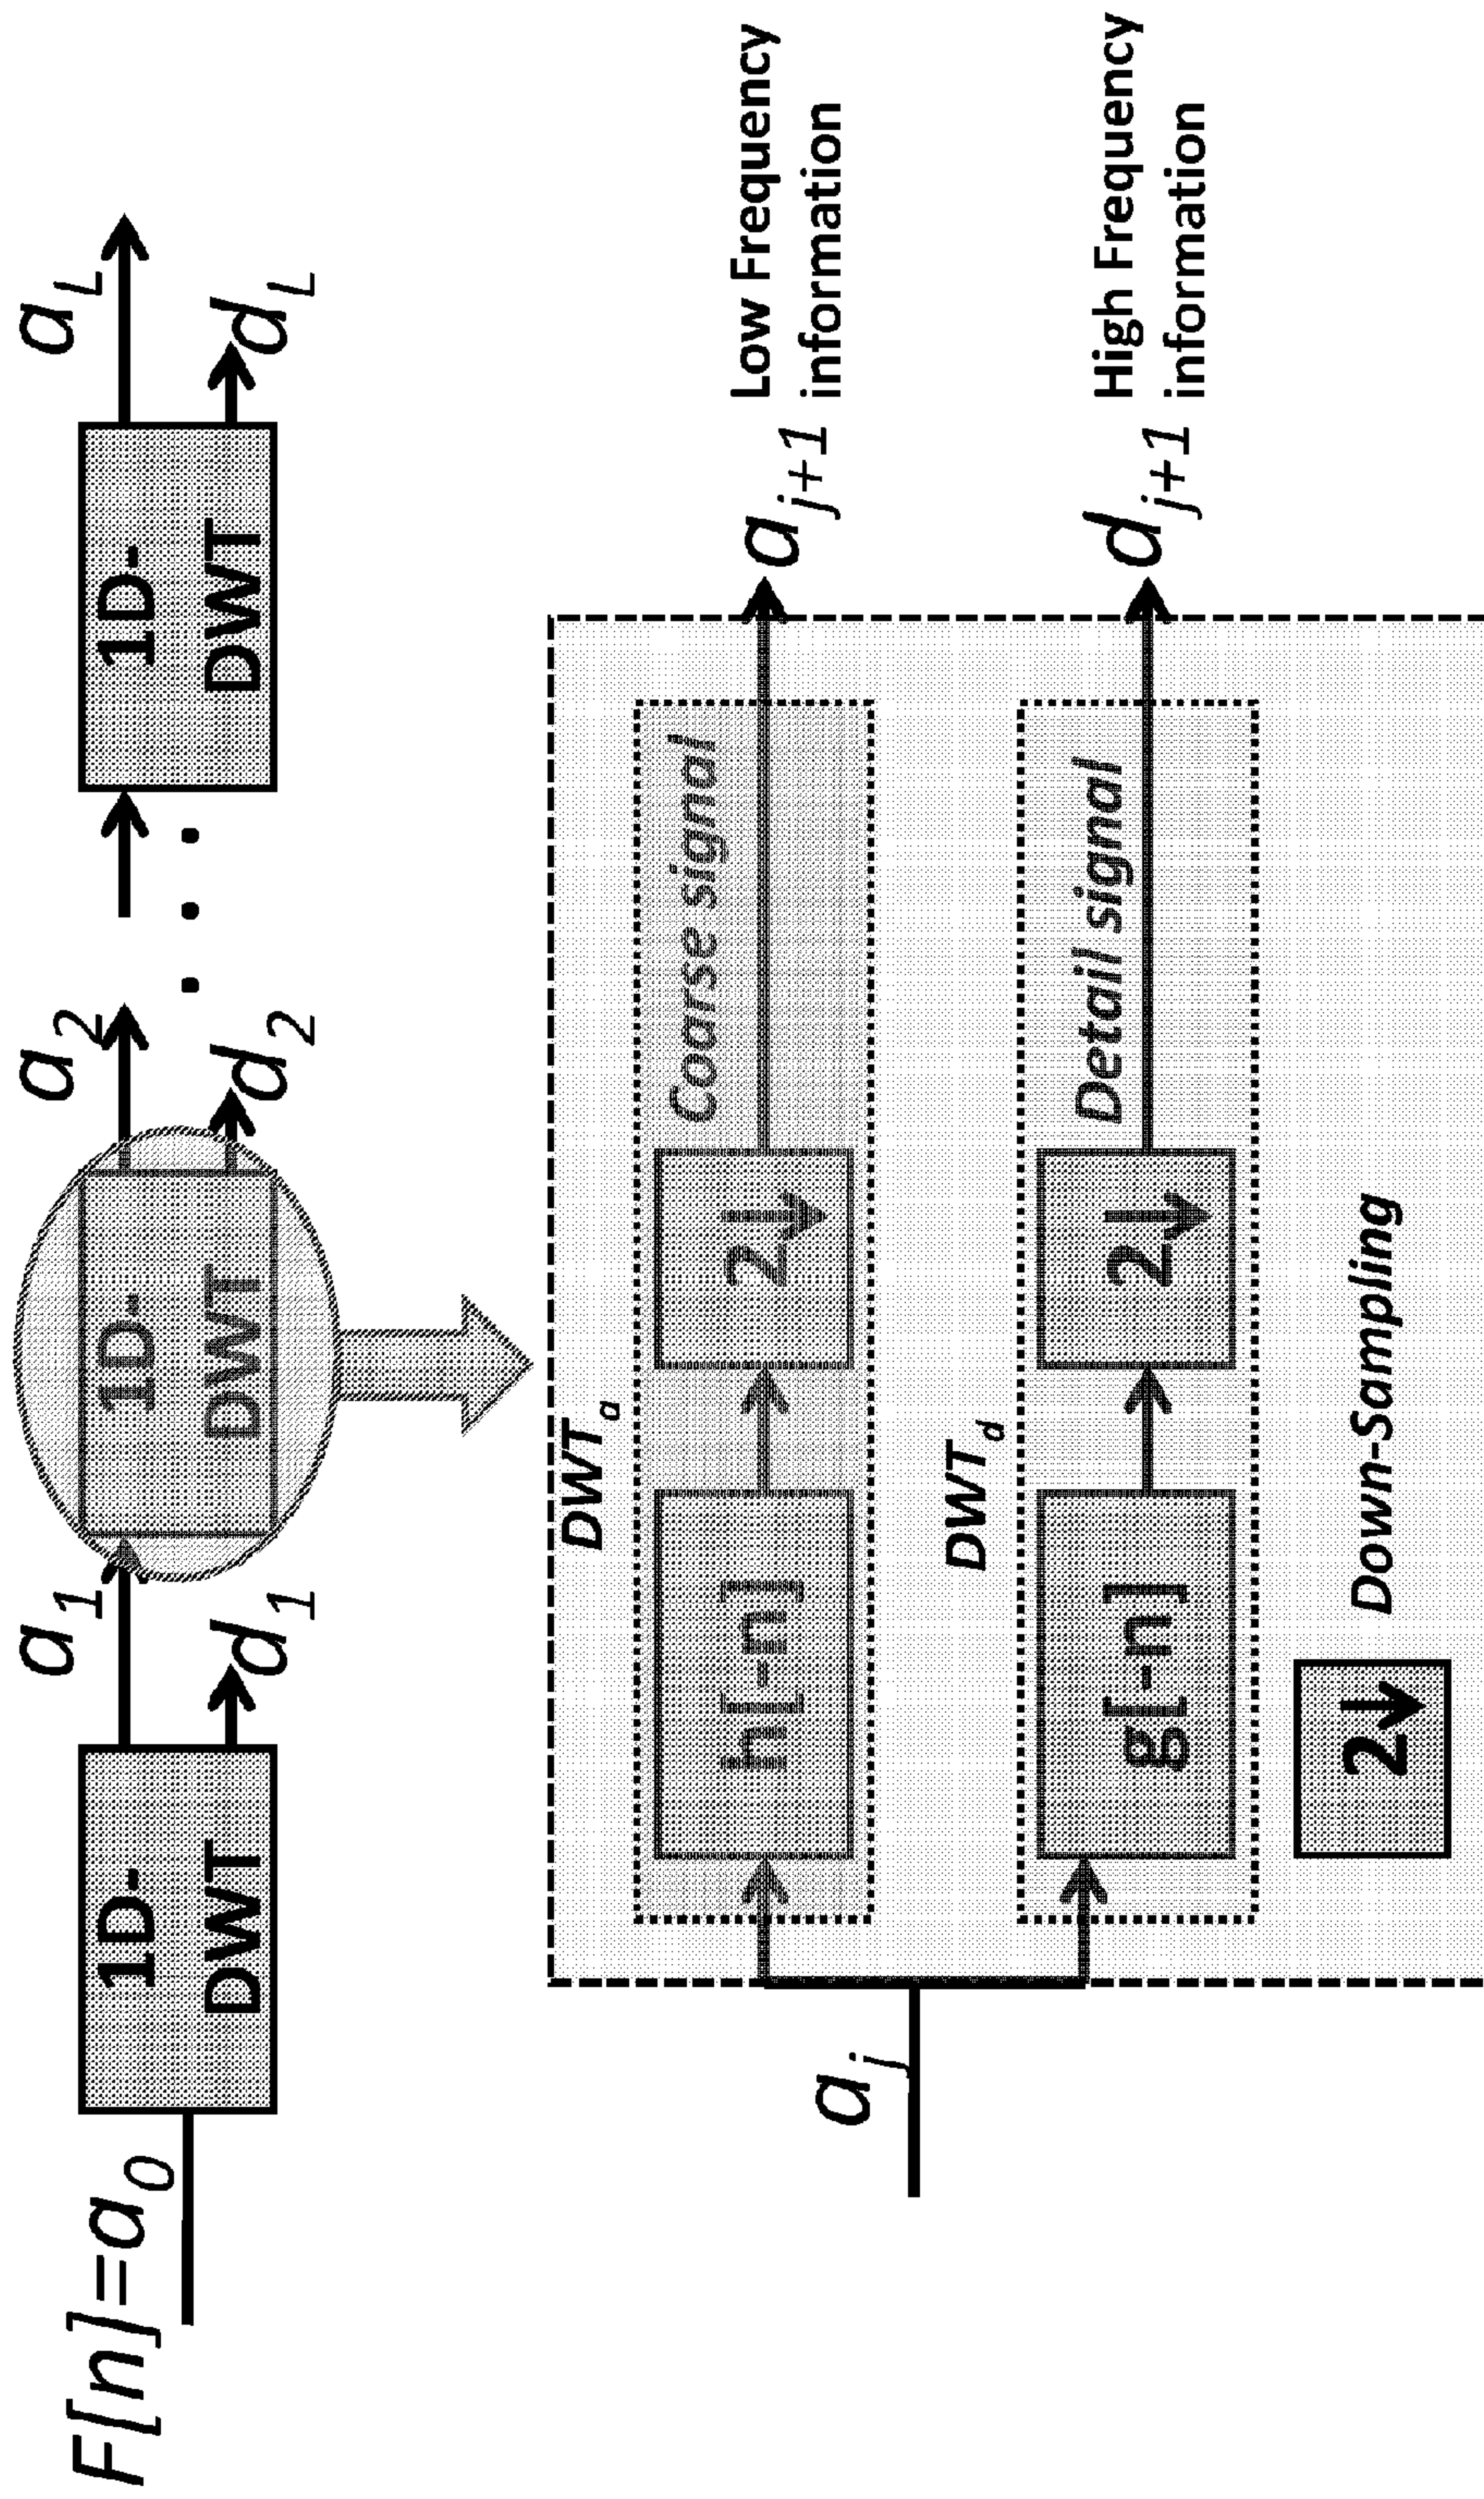 F[n]=a0
1D-
DWT
a1
d1
1D-
DWT
a2
d2
. . .
1D-
DWT
aL
dL
DWTa
aj
h[-n]
2↓
Coarse signal
aj+1
Low Frequency
information
DWTd
g[-n]
2↓
Detail signal
dj+1
High Frequency
information
2↓
Down-Sampling